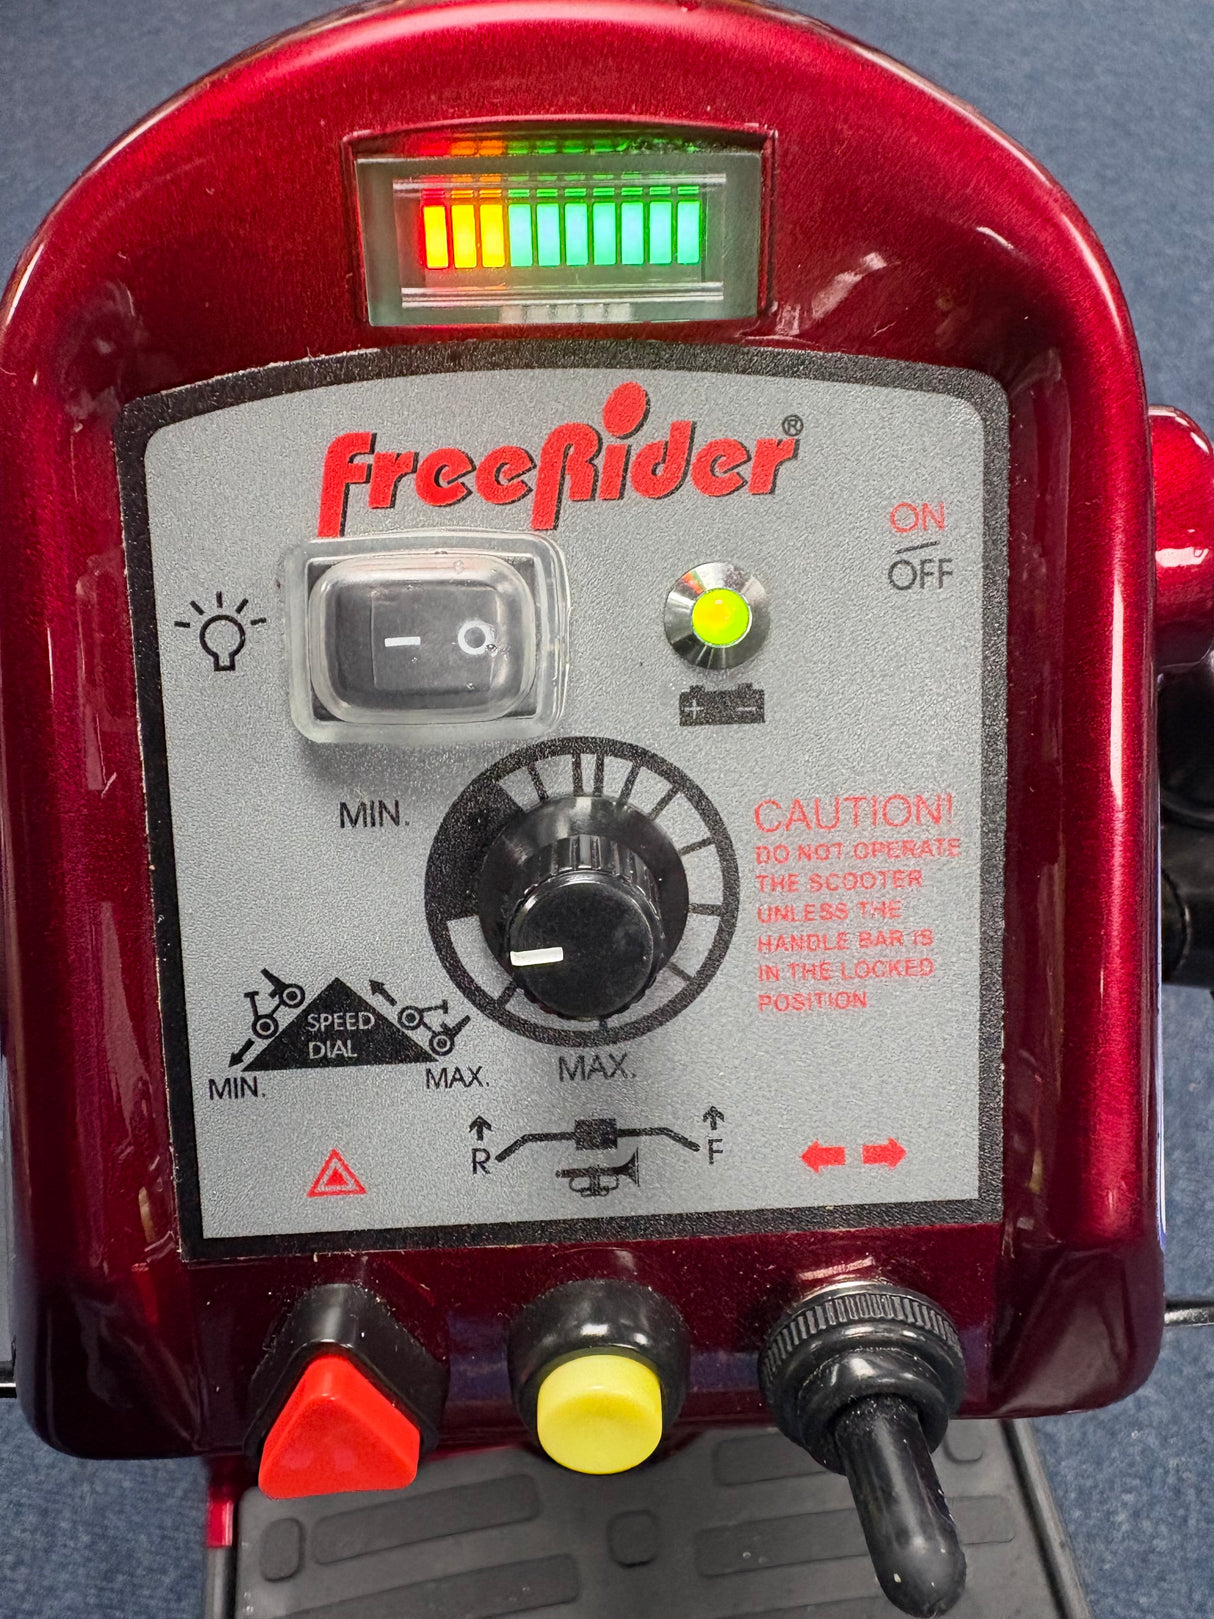 FreeRider®
ON
OFF
— O
+ −
MIN.
CAUTION!
DO NOT OPERATE
THE SCOOTER
UNLESS THE
HANDLE BAR IS
IN THE LOCKED
POSITION
SPEED
DIAL
MIN.
MAX.
MAX.
R
F